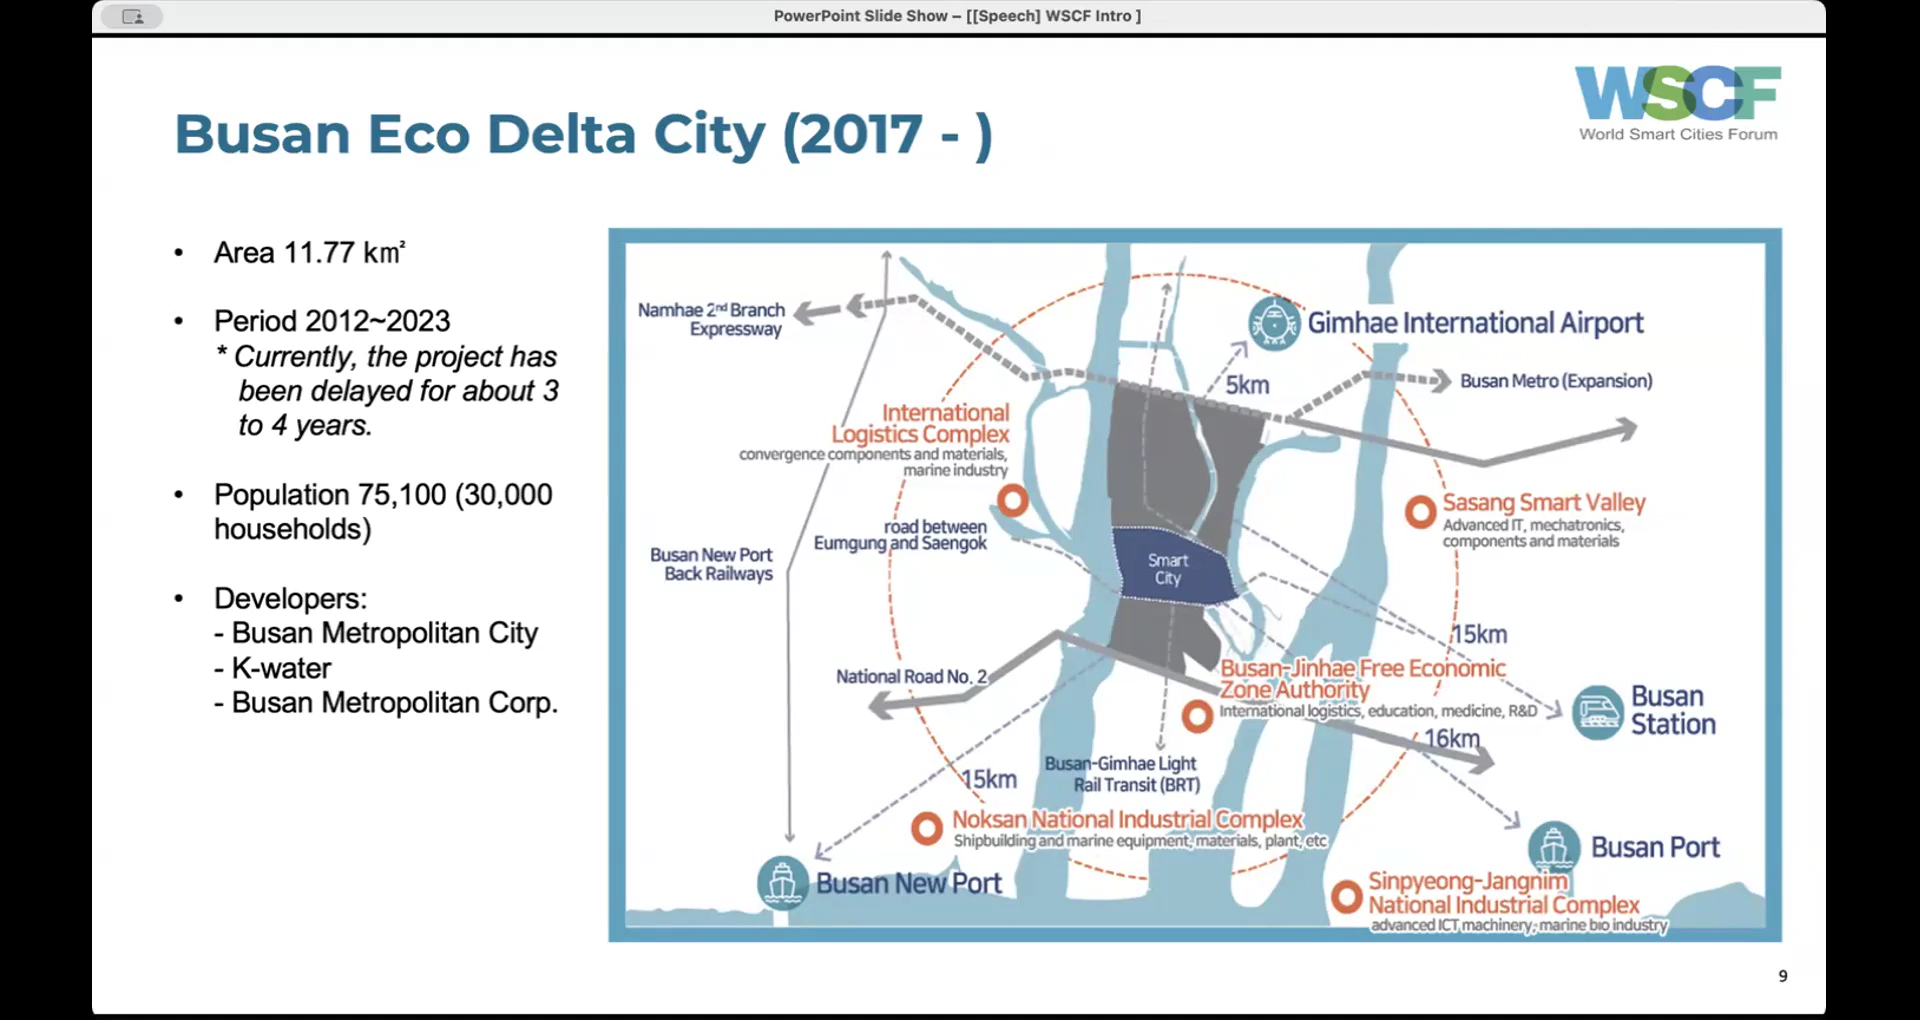 PowerPoint Slide Show – [[Speech] WSCF Intro ]
WSCF
World Smart Cities Forum
Busan Eco Delta City (2017 - )
• Area 11.77 km²
• Period 2012~2023
* Currently, the project has
been delayed for about 3
to 4 years.
• Population 75,100 (30,000
households)
• Developers:
- Busan Metropolitan City
- K-water
- Busan Metropolitan Corp.
Namhae 2nd Branch
Expressway
Gimhae International Airport
5km
Busan Metro (Expansion)
International
Logistics Complex
convergence components and materials,
marine industry
road between
Eumgung and Saengok
Sasang Smart Valley
Advanced IT, mechatronics,
components and materials
Busan New Port
Back Railways
Smart
City
15km
National Road No. 2
Busan-Jinhae Free Economic
Zone Authority
International logistics, education, medicine, R&D
Busan
Station
16km
Busan-Gimhae Light
Rail Transit (BRT)
15km
Noksan National Industrial Complex
Shipbuilding and marine equipment, materials, plant, etc
Busan Port
Busan New Port
Sinpyeong-Jangnim
National Industrial Complex
advanced ICT machinery, marine bio industry
9